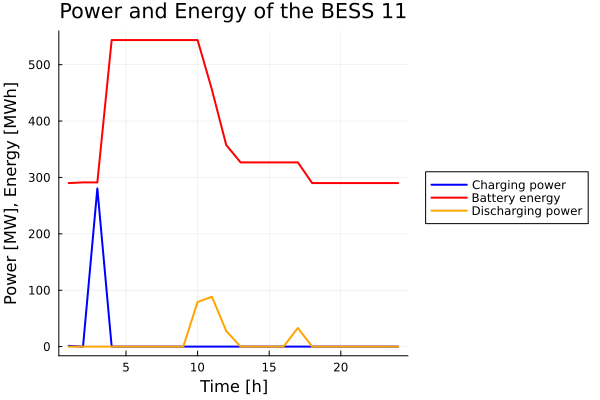 Power and Energy of the BESS 11
Power [MW], Energy [MWh]
500
400
300
200
100
0
5
10
15
20
Time [h]
Charging power
Battery energy
Discharging power